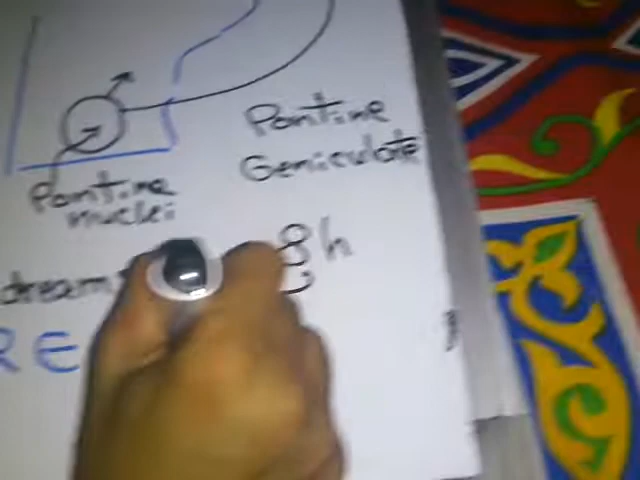 Pontine
Geniculate
Pontine
nuclei
8h
dream
RE